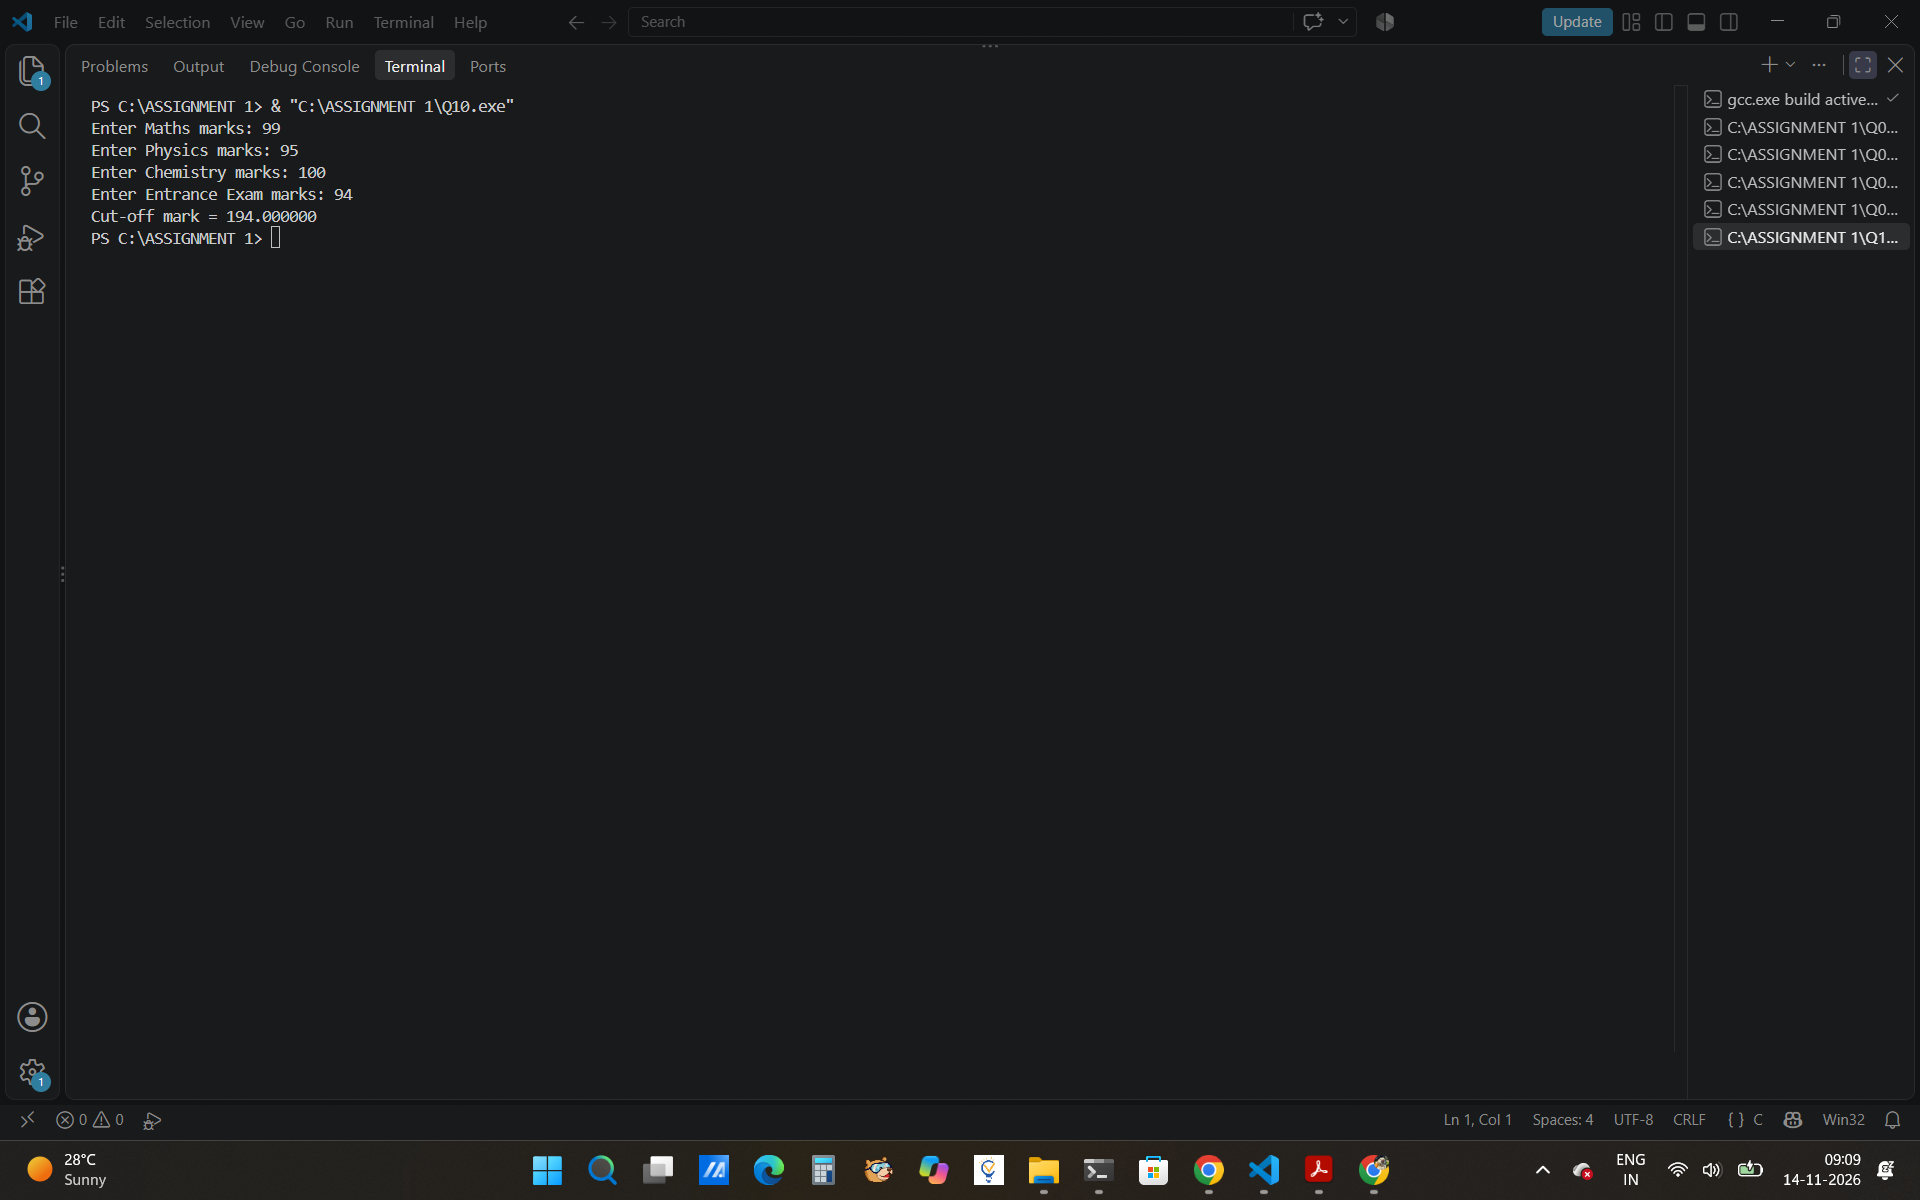 File Edit Selection View Go Run Terminal Help
Search
Update
Problems Output Debug Console Terminal Ports
PS C:\ASSIGNMENT 1> & "C:\ASSIGNMENT 1\Q10.exe"
Enter Maths marks: 99
Enter Physics marks: 95
Enter Chemistry marks: 100
Enter Entrance Exam marks: 94
Cut-off mark = 194.000000
PS C:\ASSIGNMENT 1>
gcc.exe build active...
C:\ASSIGNMENT 1\Q0...
C:\ASSIGNMENT 1\Q0...
C:\ASSIGNMENT 1\Q0...
C:\ASSIGNMENT 1\Q0...
C:\ASSIGNMENT 1\Q1...
1
1
0 0
Ln 1, Col 1 Spaces: 4 UTF-8 CRLF { } C Win32
28°C
Sunny
ENG
IN
09:09
14-11-2026